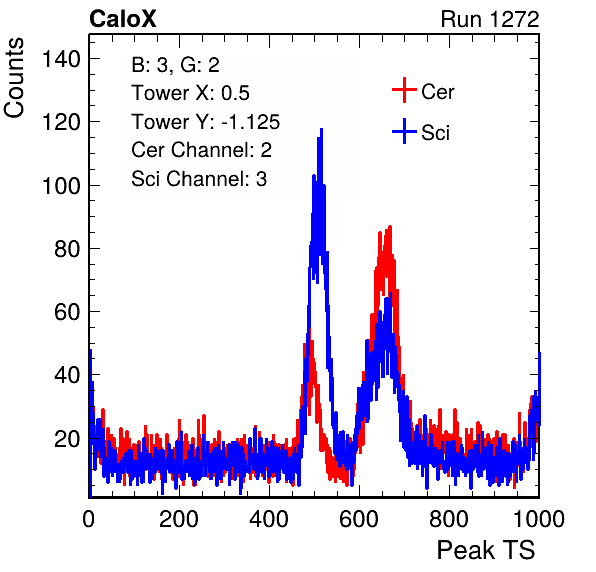 CaloX Run 1272
Counts
140
120
100
80
60
40
20
B: 3, G: 2
Tower X: 0.5
Tower Y: -1.125
Cer Channel: 2
Sci Channel: 3
Cer
Sci
0 200 400 600 800 1000
Peak TS